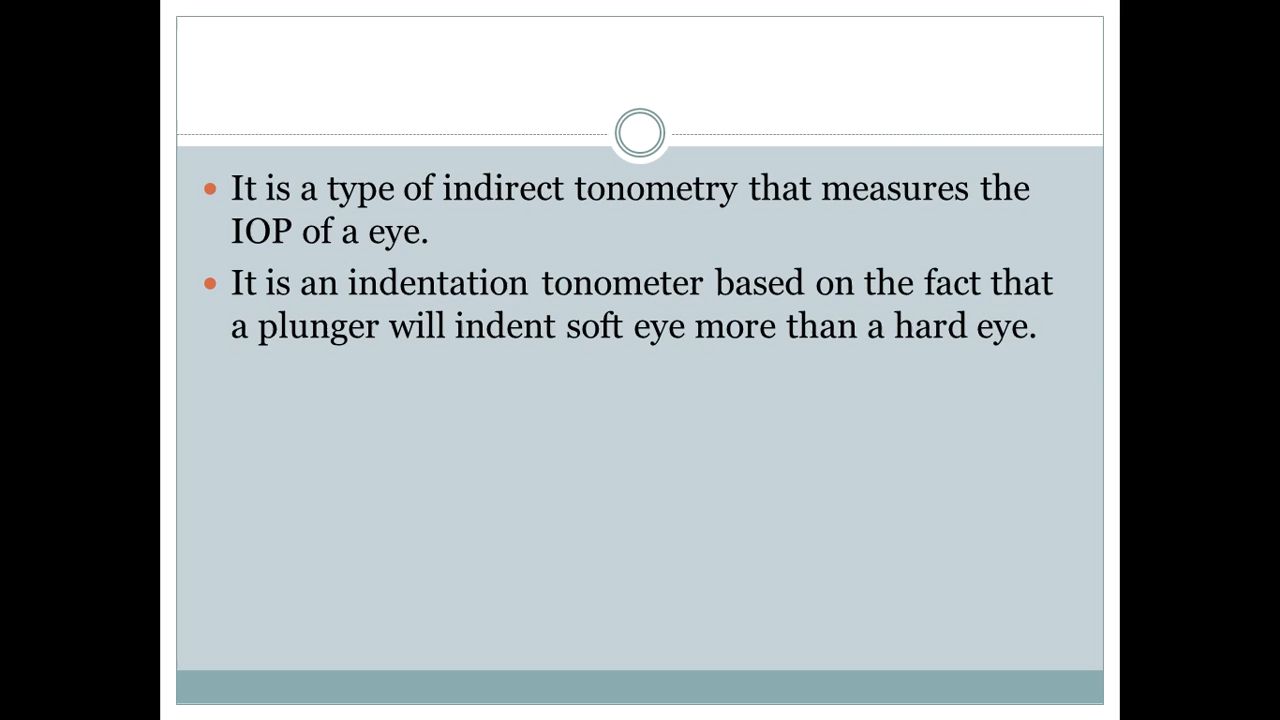 It is a type of indirect tonometry that measures the
IOP of a eye.
It is an indentation tonometer based on the fact that
a plunger will indent soft eye more than a hard eye.